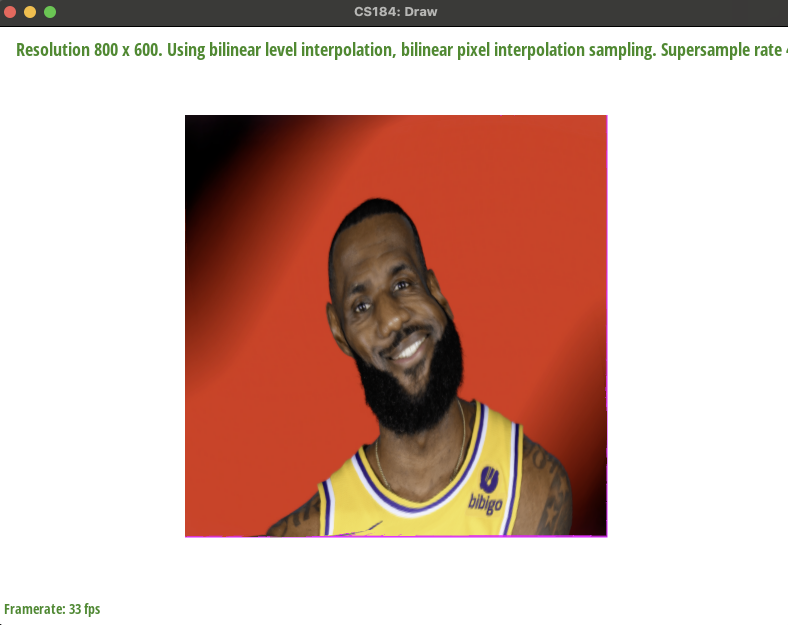 CS184: Draw
Resolution 800 x 600. Using bilinear level interpolation, bilinear pixel interpolation sampling. Supersample rate
bibigo
Framerate: 33 fps